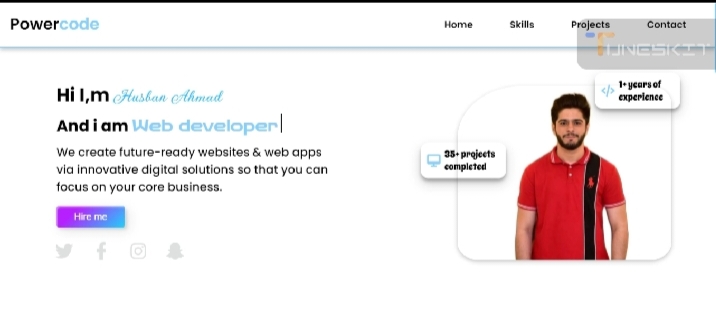 Powercode
Home Skills Projects Contact
TUNESKIT
Hi I,m Husban Ahmad
And i am Web developer
We create future-ready websites & web apps
via innovative digital solutions so that you can
focus on your core business.
Hire me
1+ years of
experience
35+ projects
completed